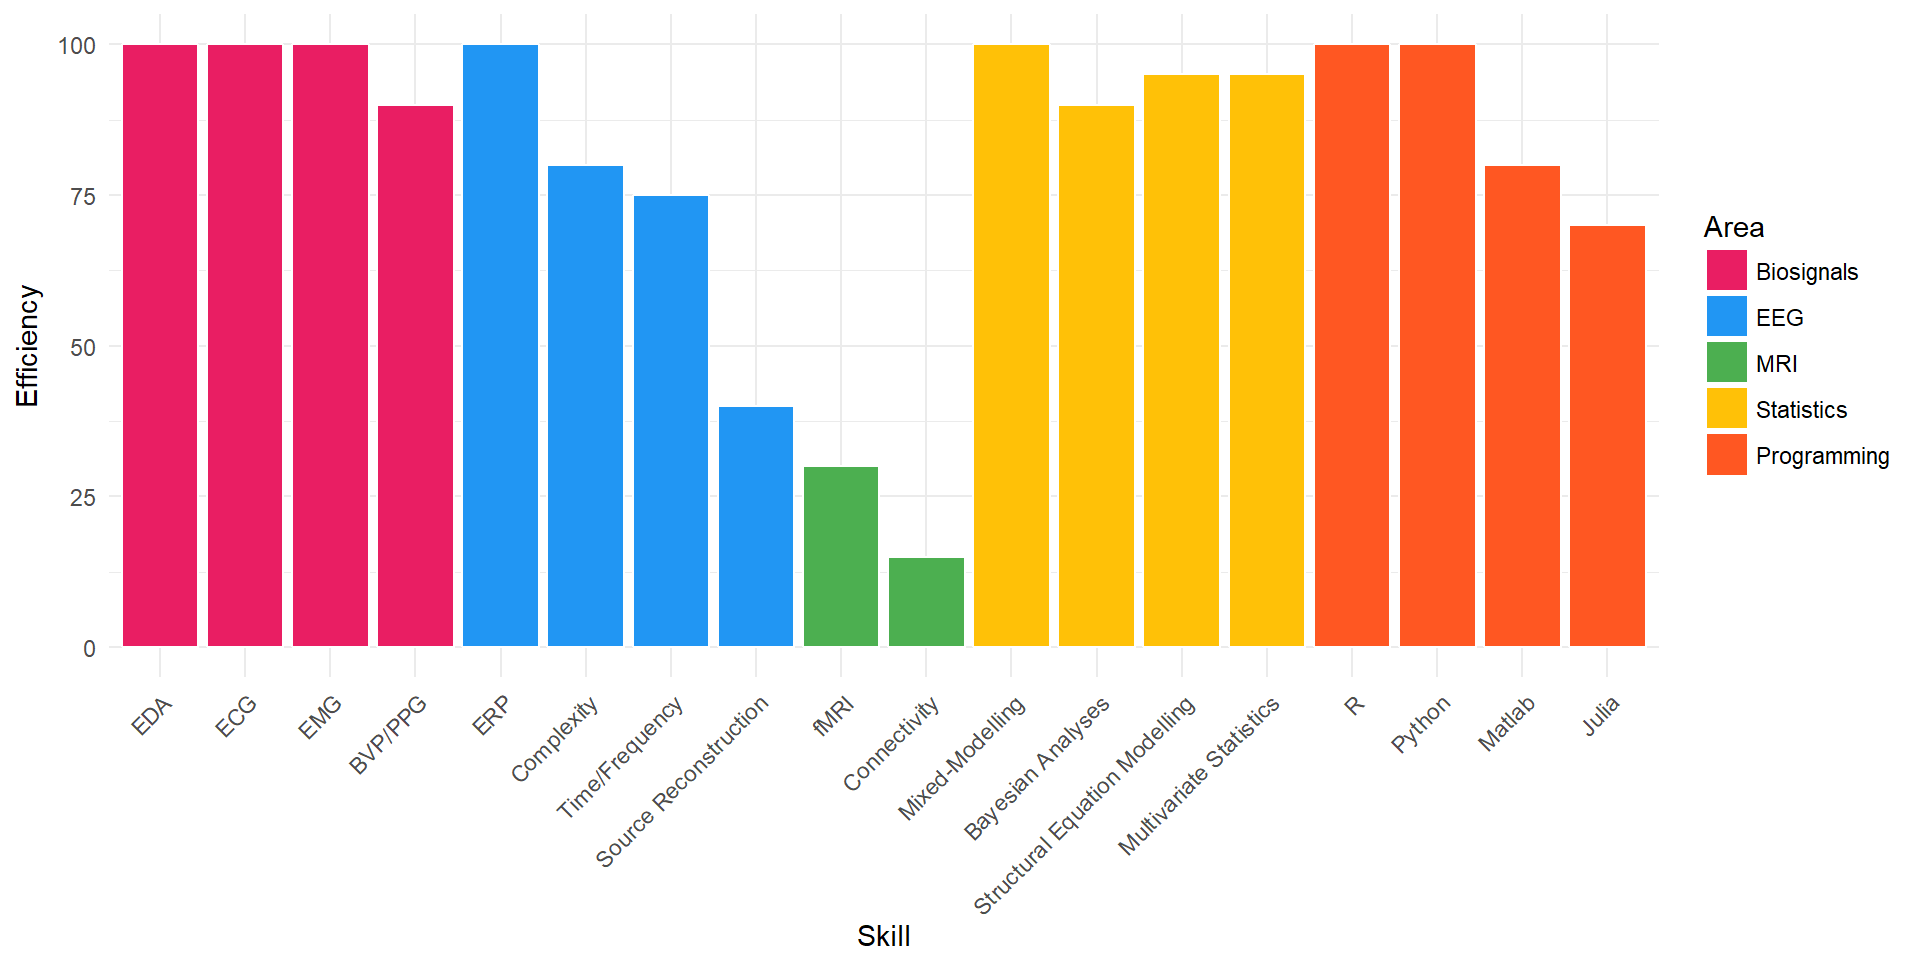 Efficiency
100
75
50
25
0
EDA
ECG
EMG
BVP/PPG
ERP
Complexity
Time/Frequency
Source Reconstruction
fMRI
Connectivity
Mixed-Modelling
Bayesian Analyses
Structural Equation Modelling
Multivariate Statistics
R
Python
Matlab
Julia
Skill
Area
Biosignals
EEG
MRI
Statistics
Programming